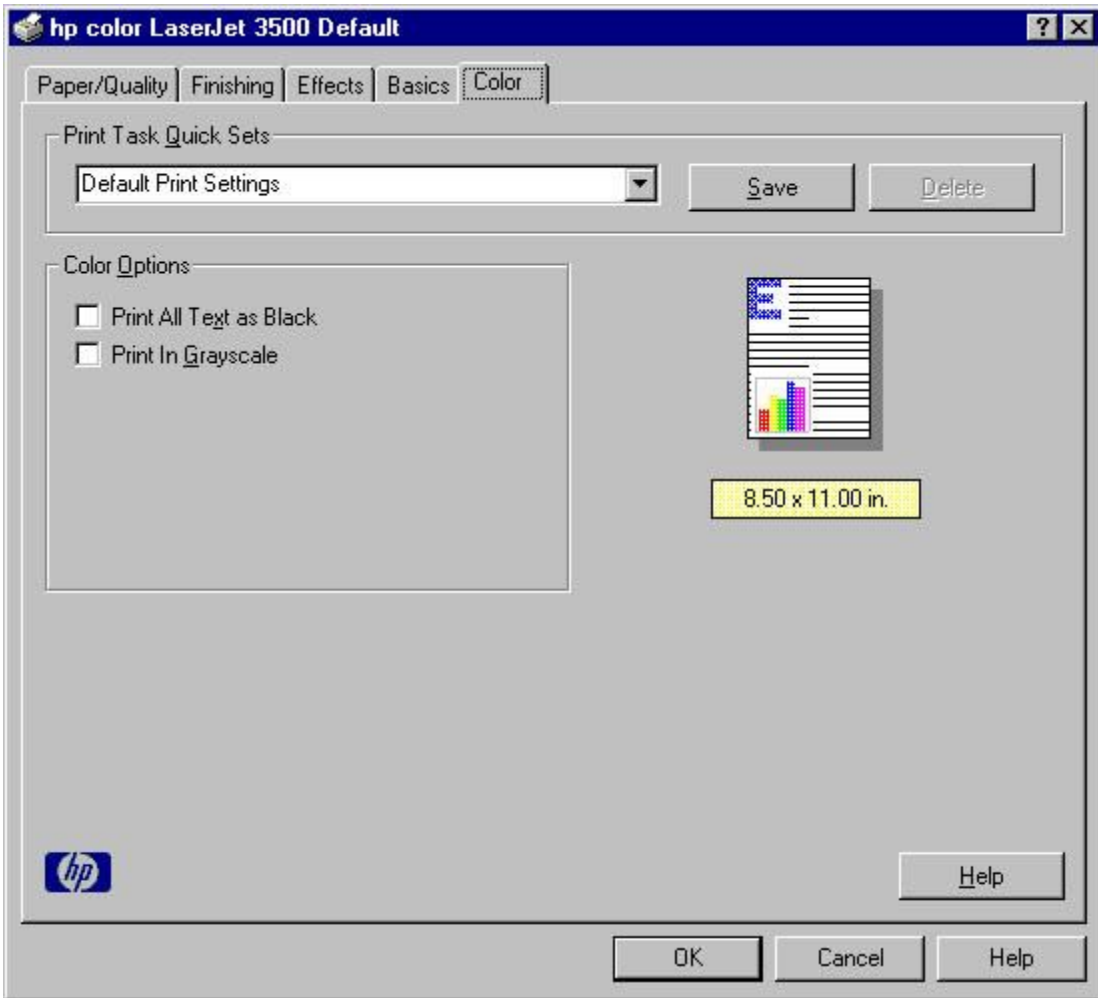 hp color LaserJet 3500 Default
Paper/Quality Finishing Effects Basics Color
Print Task Quick Sets
Default Print Settings Save Delete
Color Options
Print All Text as Black
Print In Grayscale
E
8.50 x 11.00 in.
hp
Help
OK Cancel Help